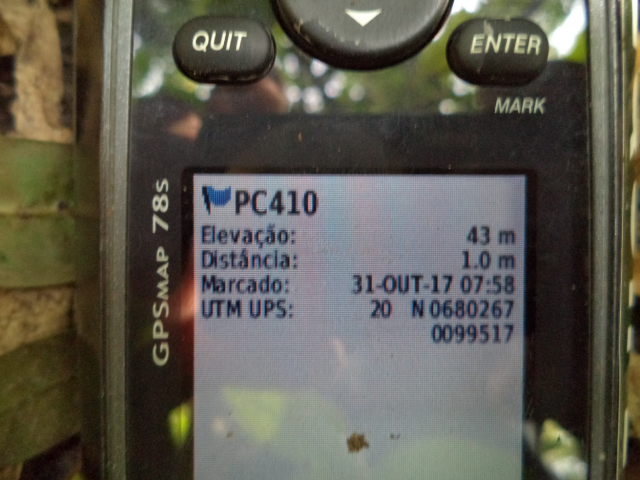 QUIT
ENTER
MARK
GPSMAP 78s
PC410
Elevação: 43 m
Distância: 1.0 m
Marcado: 31-OUT-17 07:58
UTM UPS: 20 N 0680267
0099517